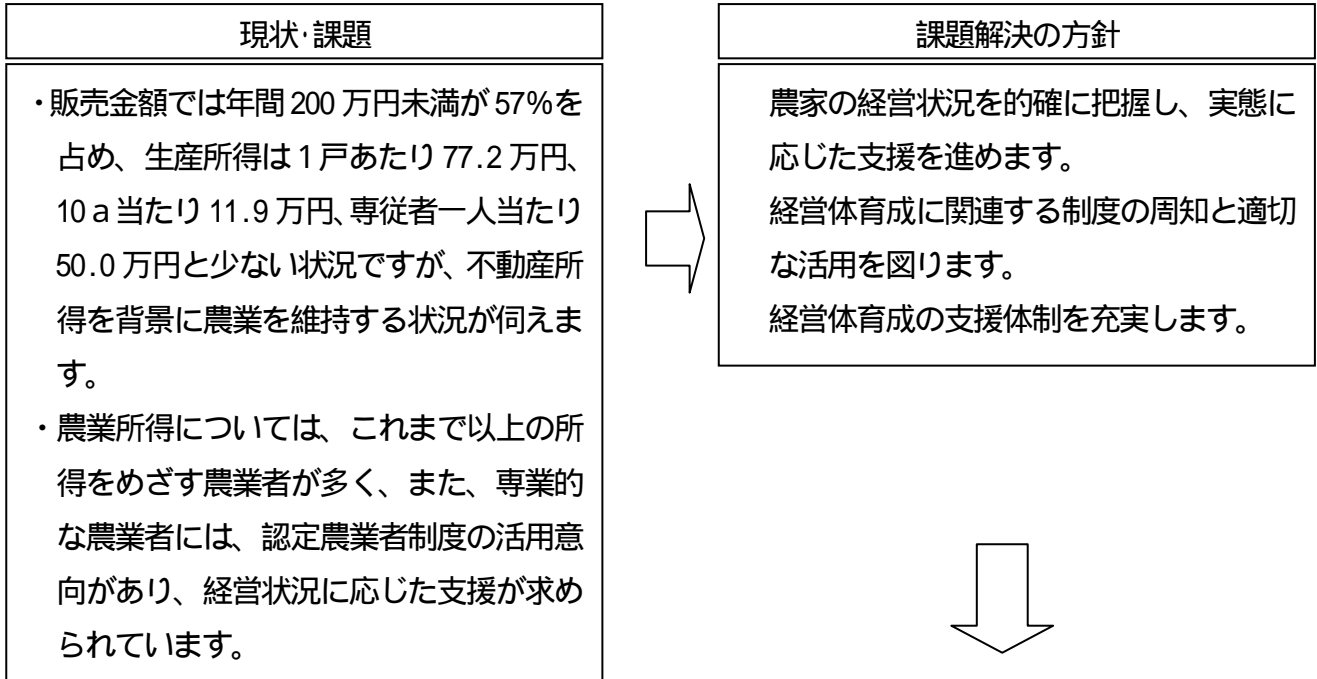 現状・課題
・販売金額では年間 200 万円未満が 57%を
占め、生産所得は 1 戸あたり 77.2 万円、
10a当たり 11.9 万円、専従者一人当たり
50.0 万円と少ない状況ですが、不動産所
得を背景に農業を維持する状況が伺えま
す。
・農業所得については、これまで以上の所
得をめざす農業者が多く、また、専業的
な農業者には、認定農業者制度の活用意
向があり、経営状況に応じた支援が求め
られています。
課題解決の方針
農家の経営状況を的確に把握し、実態に
応じた支援を進めます。
経営体育成に関連する制度の周知と適切
な活用を図ります。
経営体育成の支援体制を充実します。